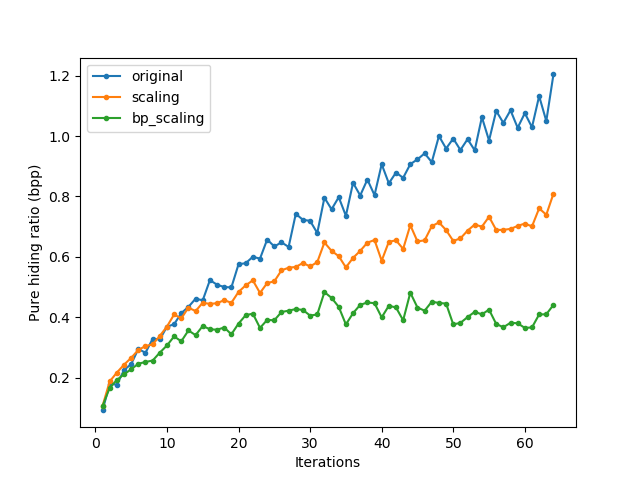 original
scaling
bp_scaling
Pure hiding ratio (bpp)
1.2
1.0
0.8
0.6
0.4
0.2
0 10 20 30 40 50 60
Iterations